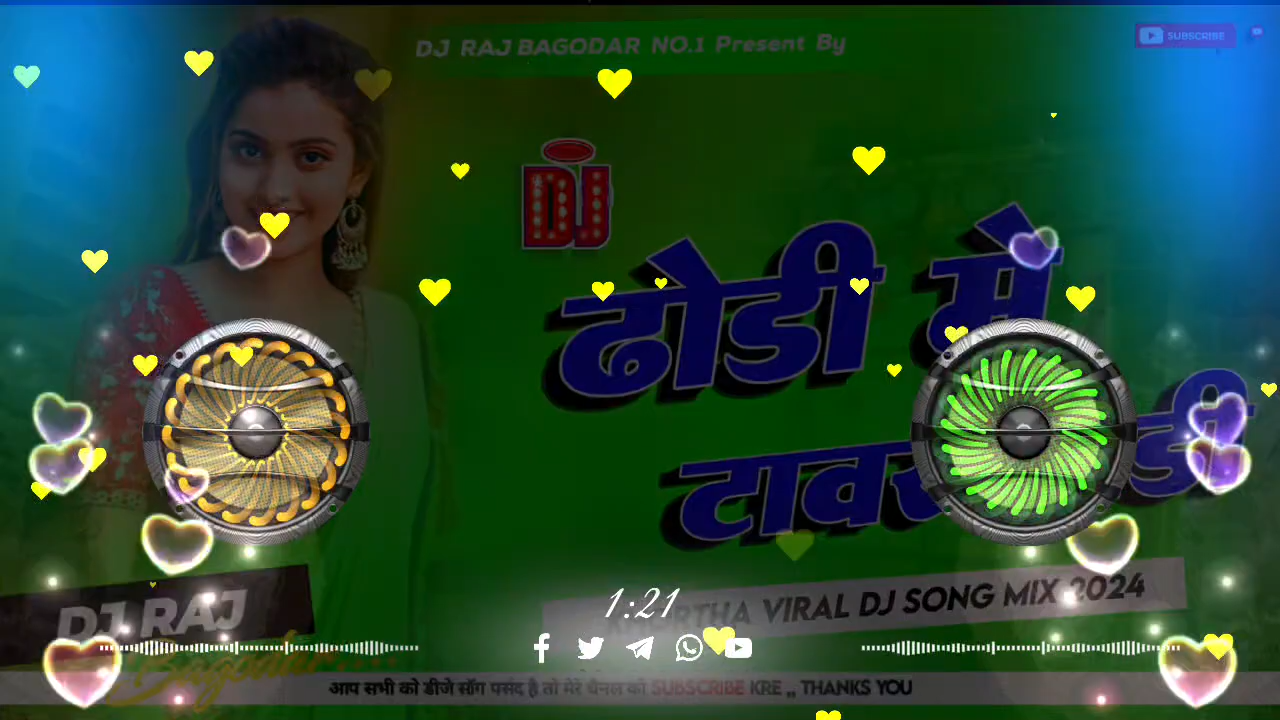 DJ RAJ BAGODAR NO.1 Present By
SUBSCRIBE
DJ
ढोडी मे
1:21
VIRAL DJ SONG MIX 2024
DJ RAJ
Bagodar....
आप सभी को डीजे सॉंग पसंद है तो मेरे चैनल को SUBSCRIBE KRE ,, THANKS YOU